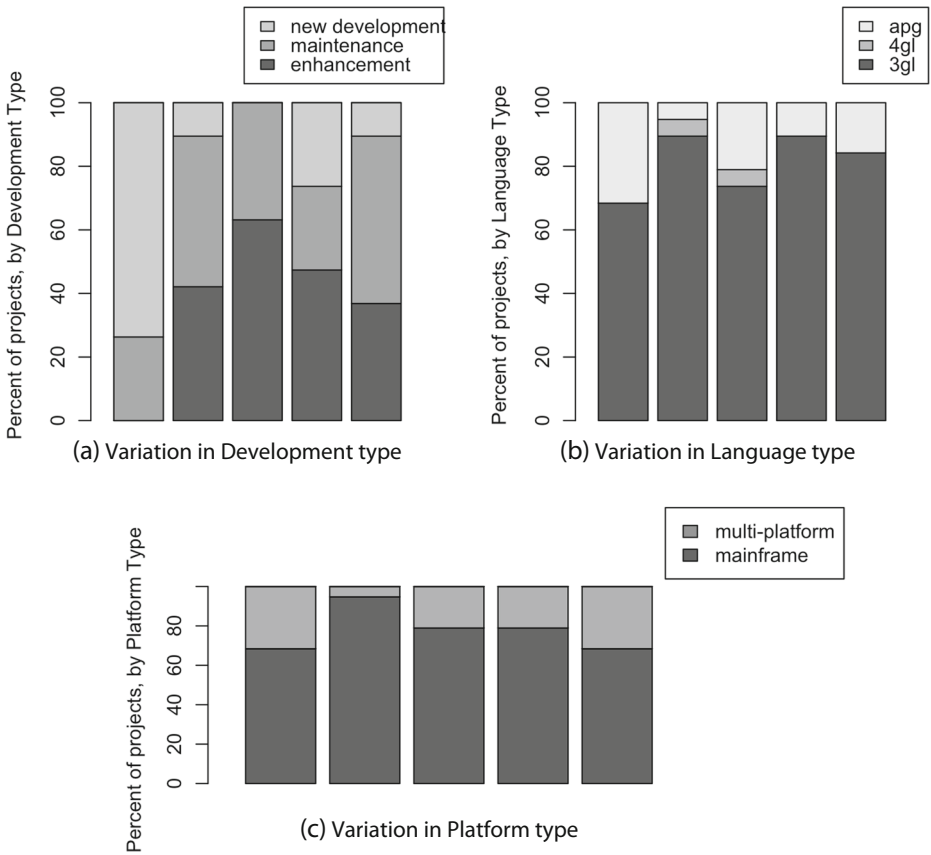 new development
maintenance
enhancement
Percent of projects, by Development Type
100
80
60
40
20
0
(a) Variation in Development type
apg
4gl
3gl
Percent of projects, by Language Type
100
80
60
40
20
0
(b) Variation in Language type
multi-platform
mainframe
Percent of projects, by Platform Type
80
60
40
20
0
(c) Variation in Platform type